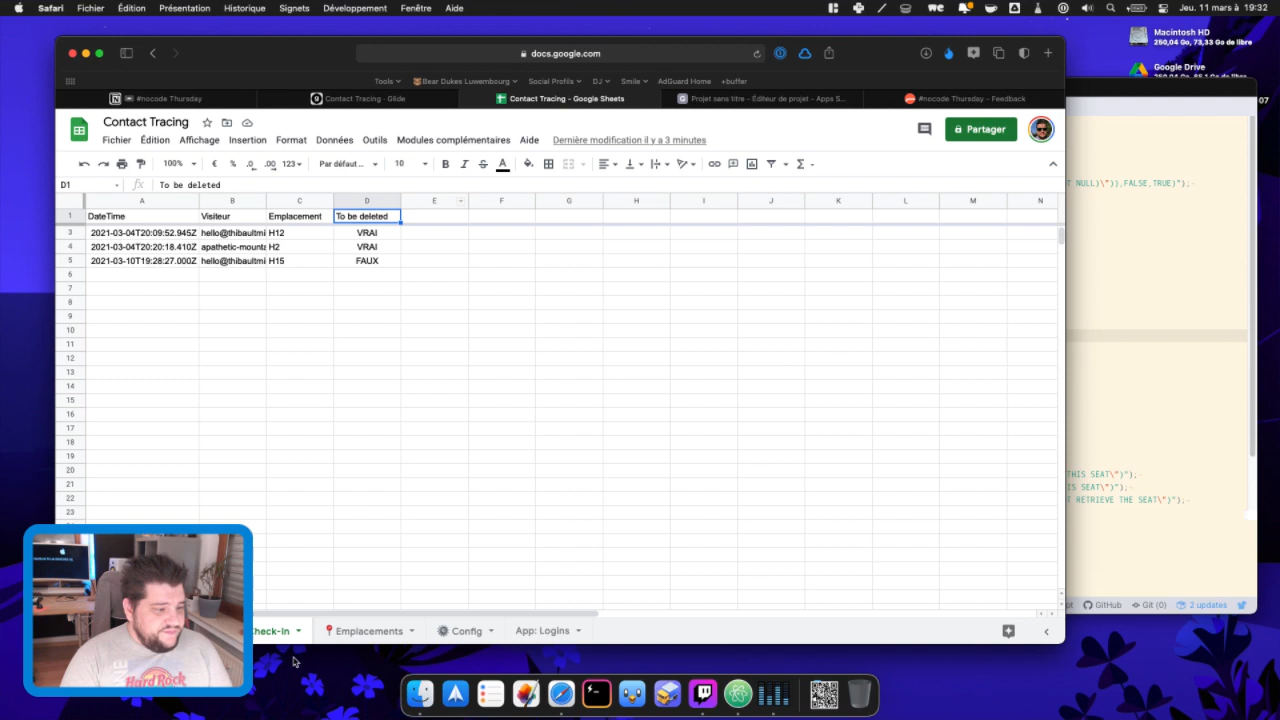 Safari Fichier Édition Présentation Historique Signets Développement Fenêtre Aide Jeu. 11 mars à 19:32
Macintosh HD
250,04 Go, 73,33 Go de libre
Google Drive
docs.google.com
Tools Bear Dukes Luxembourg Social Profils DJ Smile AdGuard Home +buffer
#nocode Thursday Contact Tracing · Glide Contact Tracing - Google Sheets Projet sans titre - Éditeur de projet - Apps S... #nocode Thursday - Feedback
07
Contact Tracing
Partager
Fichier Édition Affichage Insertion Format Données Outils Modules complémentaires Aide Dernière modification il y a 3 minutes
100% € % .0 .00 123 Par défaut ... 10 B I S A
D1 fx To be deleted
T NULL)\")),FALSE,TRUE)";
A B C D E F G H I J K L M N
1 DateTime Visiteur Emplacement To be deleted
3 2021-03-04T20:09:52.945Z hello@thibaultmi H12 VRAI
4 2021-03-04T20:20:18.410Z apathetic-mounta H2 VRAI
5 2021-03-10T19:28:27.000Z hello@thibaultmi H15 FAUX
6
7
8
9
10
11
12
13
14
15
16
17
18
19
20
21
22
23
THIS SEAT\")";
IS SEAT\")";
RETRIEVE THE SEAT\")";
HARD ROCK
heck-In Emplacements Config App: Logins
pt GitHub Git (0) 2 updates